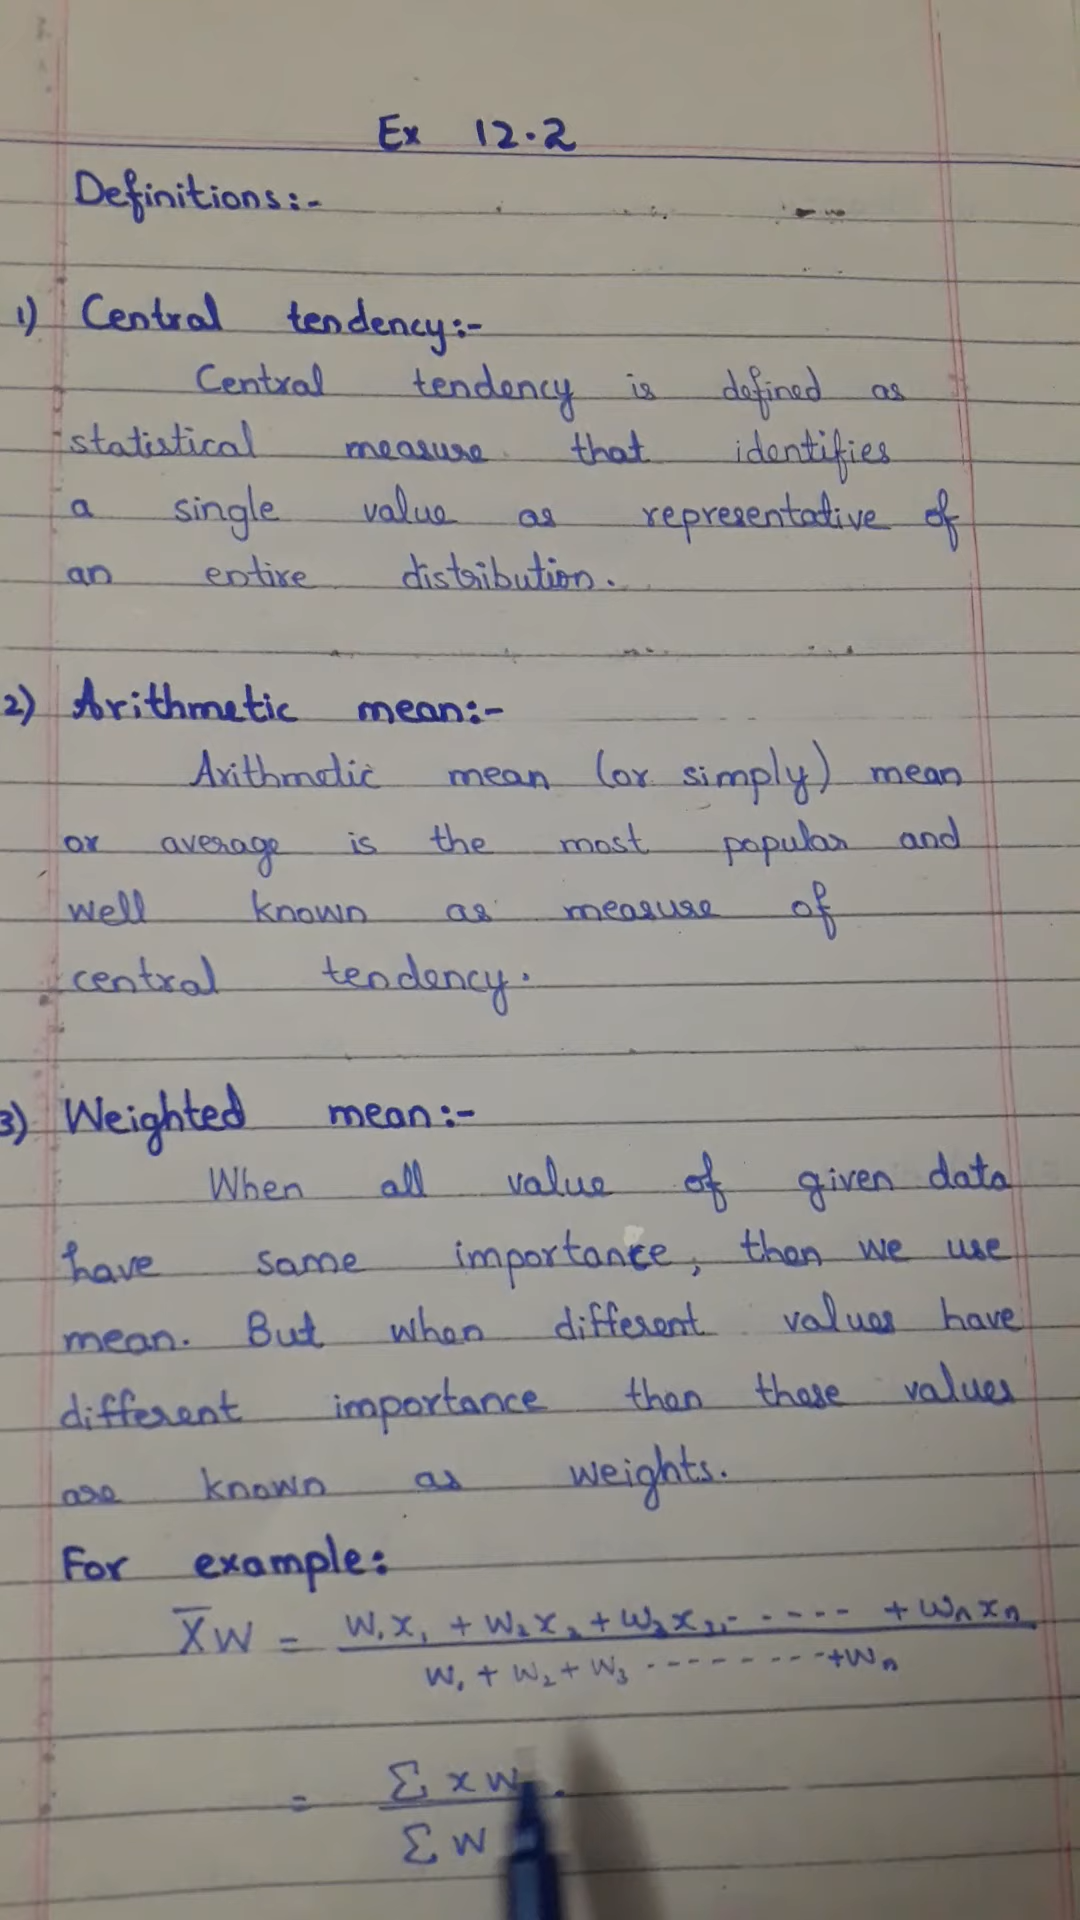 Ex 12.2
Definitions:-
1) Central tendency:-
Central tendency is defined as
statistical measure that identifies
a single value as representative of
an entire distribution.
2) Arithmetic mean:-
Arithmetic mean (or simply) mean
or average is the most popular and
well known as measure of
central tendency.
3) Weighted mean:-
When all value of given data
have same importance, then we use
mean. But when different values have
different importance then these values
are known as weights.
For example:
X̅w = W₁x₁ + W₂x₂ + W₃x₃, - - - - - + Wₙxₙ
W₁ + W₂ + W₃ - - - - - - - - - +Wₙ
= Σxw
Σw